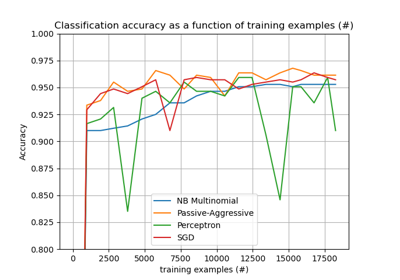 Classification accuracy as a function of training examples (#)
1.000
0.975
0.950
0.925
0.900
0.875
0.850
0.825
0.800
Accuracy
NB Multinomial
Passive-Aggressive
Perceptron
SGD
0 2500 5000 7500 10000 12500 15000 17500
training examples (#)